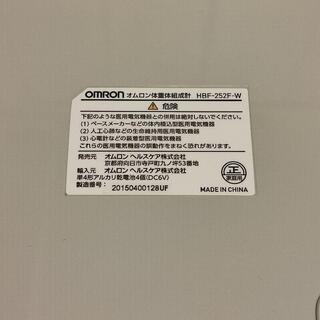 OMRON オムロン体重体組成計 HBF-252F-W
⚠ 危険
下記のような医用電気機器との併用は絶対しないでください。
(1) ペースメーカーなどの体内植込型医用電気機器
(2) 人工心肺などの生命維持用医用電気機器
(3) 心電計などの装着型医用電気機器
これらの医用電気機器の誤動作をまねく恐れがあります。
発売元 オムロン ヘルスケア株式会社
京都府向日市寺戸町九ノ坪53番地
輸入元 オムロン ヘルスケア株式会社
単4形アルカリ乾電池4個(DC6V)
製造番号: 20150400128UF
正
家庭用
MADE IN CHINA